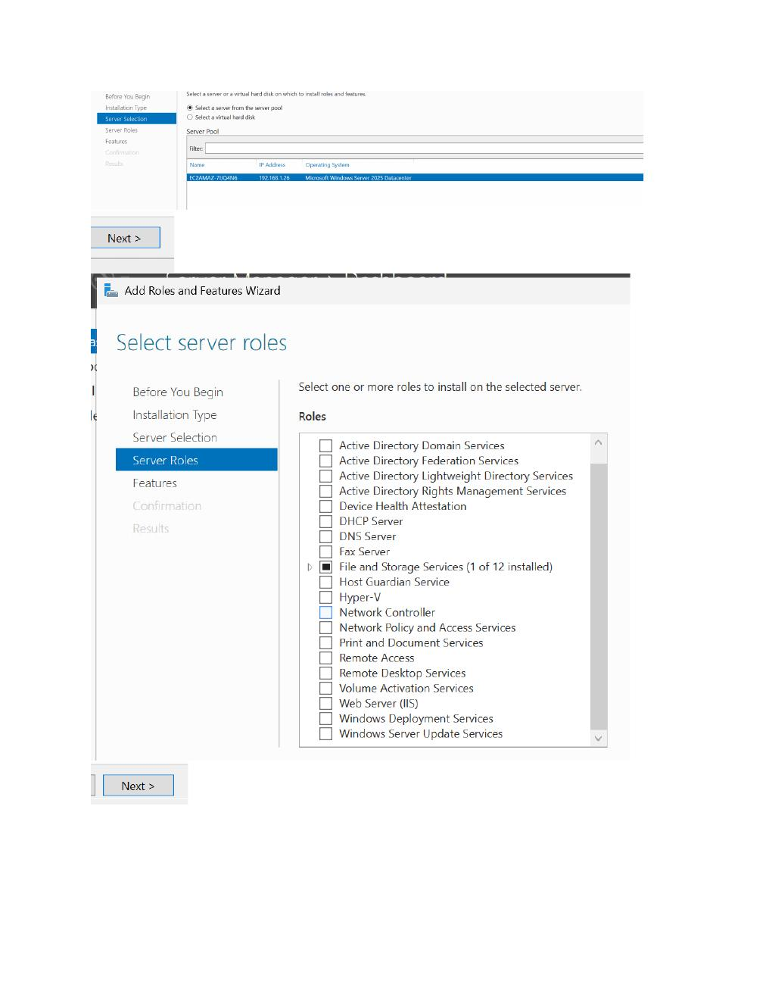 Select a server or a virtual hard disk on which to install roles and features.
Before You Begin
Installation Type
Server Selection
Server Roles
Features
Confirmation
Results
Select a server from the server pool
Select a virtual hard disk
Server Pool
Filter:
Name IP Address Operating System
EC2AMAZ-7IJQ4N6 192.168.1.26 Microsoft Windows Server 2025 Datacenter
Next >
Add Roles and Features Wizard
Select server roles
Before You Begin
Installation Type
Server Selection
Server Roles
Features
Confirmation
Results
Select one or more roles to install on the selected server.
Roles
Active Directory Domain Services
Active Directory Federation Services
Active Directory Lightweight Directory Services
Active Directory Rights Management Services
Device Health Attestation
DHCP Server
DNS Server
Fax Server
File and Storage Services (1 of 12 installed)
Host Guardian Service
Hyper-V
Network Controller
Network Policy and Access Services
Print and Document Services
Remote Access
Remote Desktop Services
Volume Activation Services
Web Server (IIS)
Windows Deployment Services
Windows Server Update Services
Next >